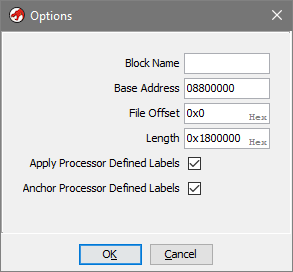 Options
Block Name
Base Address 08800000
File Offset 0x0 Hex
Length 0x1800000 Hex
Apply Processor Defined Labels
Anchor Processor Defined Labels
OK Cancel